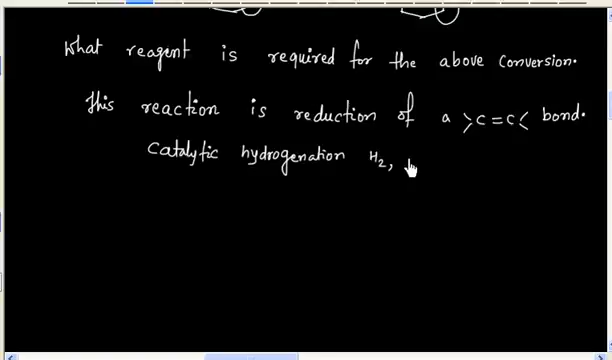 What reagent is required for the above conversion.
This reaction is reduction of a >C=C< bond.
Catalytic hydrogenation H2,